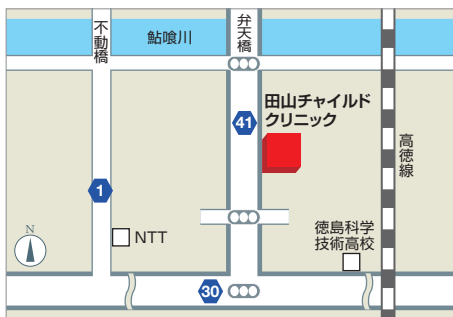 不動橋
鮎喰川
弁天橋
田山チャイルド
クリニック
41
高徳線
1
N
NTT
徳島科学
技術高校
30